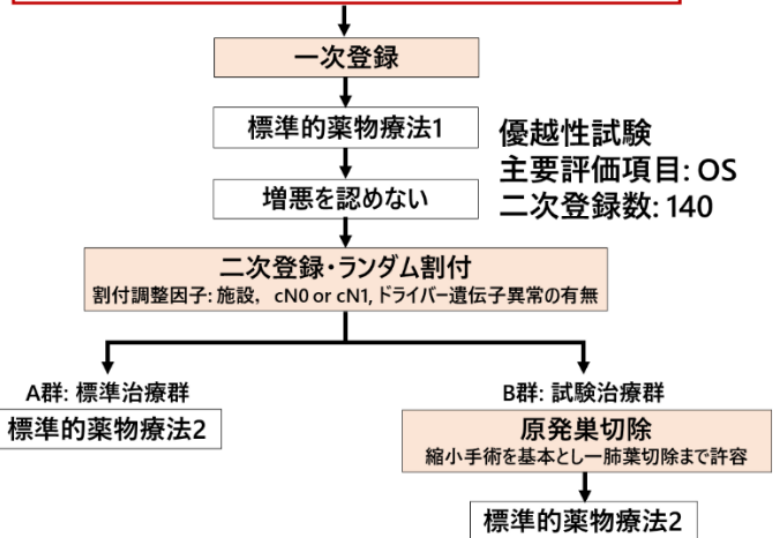 一次登録
標準的薬物療法1
優越性試験
主要評価項目: OS
二次登録数: 140
増悪を認めない
二次登録・ランダム割付
割付調整因子: 施設, cN0 or cN1, ドライバー遺伝子異常の有無
A群: 標準治療群
標準的薬物療法2
B群: 試験治療群
原発巣切除
縮小手術を基本とし一肺葉切除まで許容
標準的薬物療法2